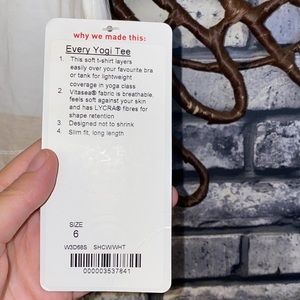 why we made this:
Every Yogi Tee
1. This soft t-shirt layers
easily over your favourite bra
or tank for lightweight
coverage in yoga class
2. Vitasea® fabric is breathable,
feels soft against your skin
and has LYCRA® fibres for
shape retention
3. Designed not to shrink
4. Slim fit, long length
SIZE
6
W3D68S SHCW/WHT
000003537641